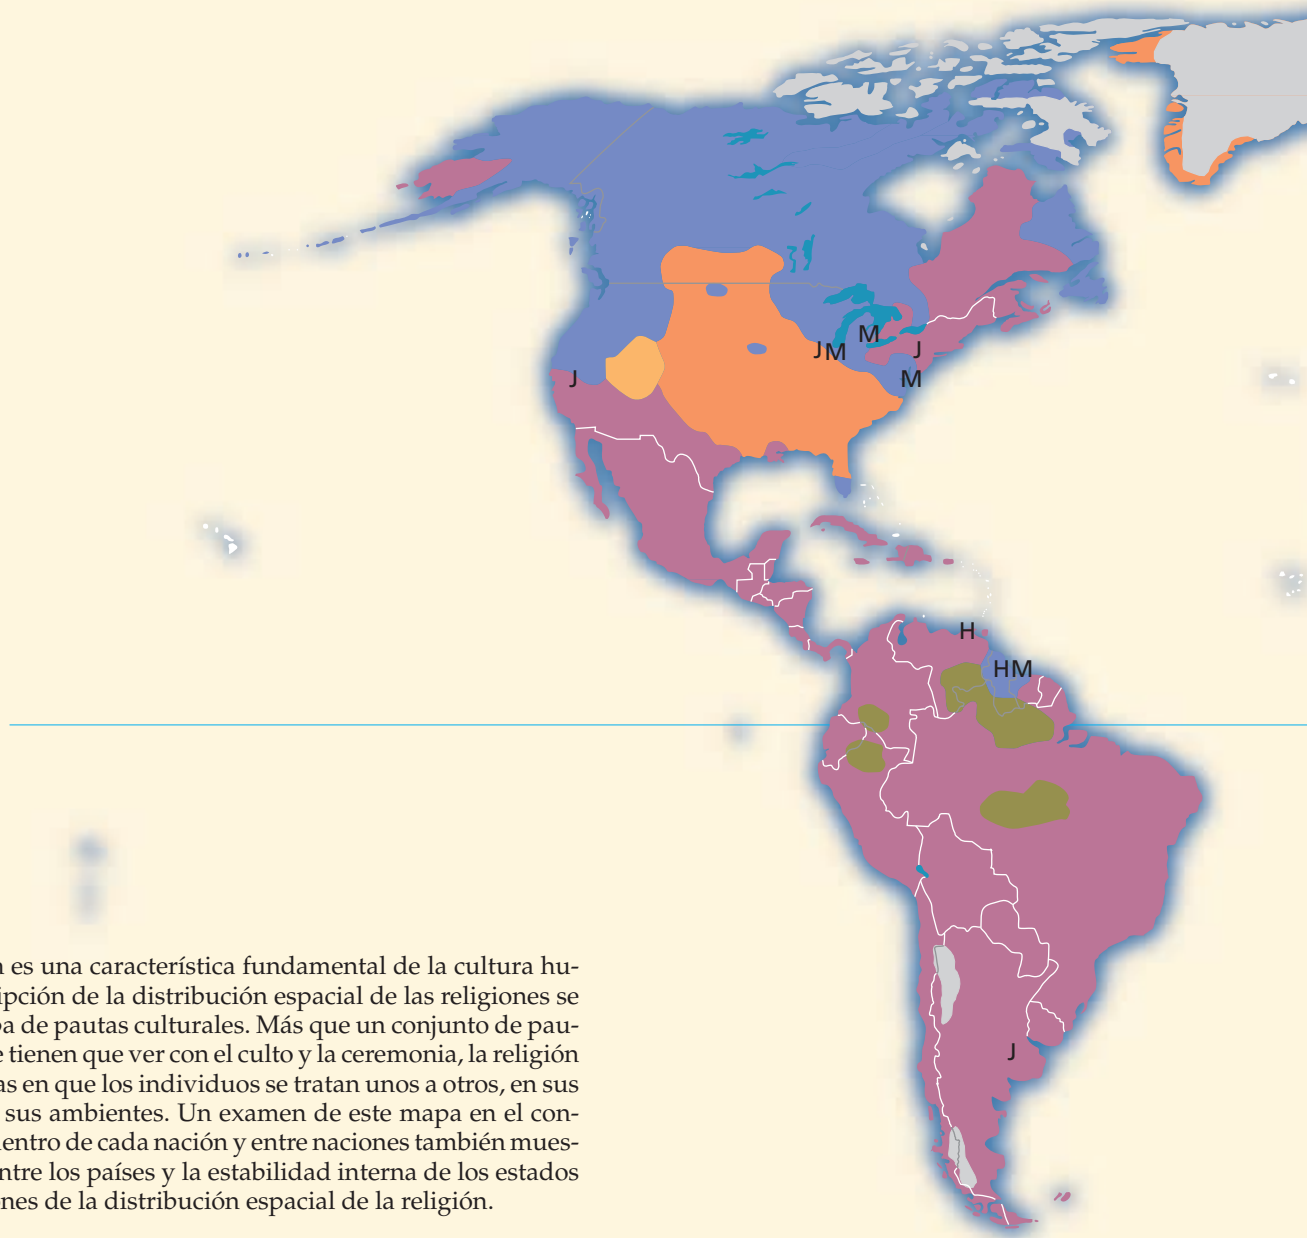 M
J M J
J M
H
H M
J
n es una característica fundamental de la cultura hu-
ipción de la distribución espacial de las religiones se
pa de pautas culturales. Más que un conjunto de pau-
e tienen que ver con el culto y la ceremonia, la religión
as en que los individuos se tratan unos a otros, en sus
sus ambientes. Un examen de este mapa en el con-
dentro de cada nación y entre naciones también mues-
entre los países y la estabilidad interna de los estados
nes de la distribución espacial de la religión.